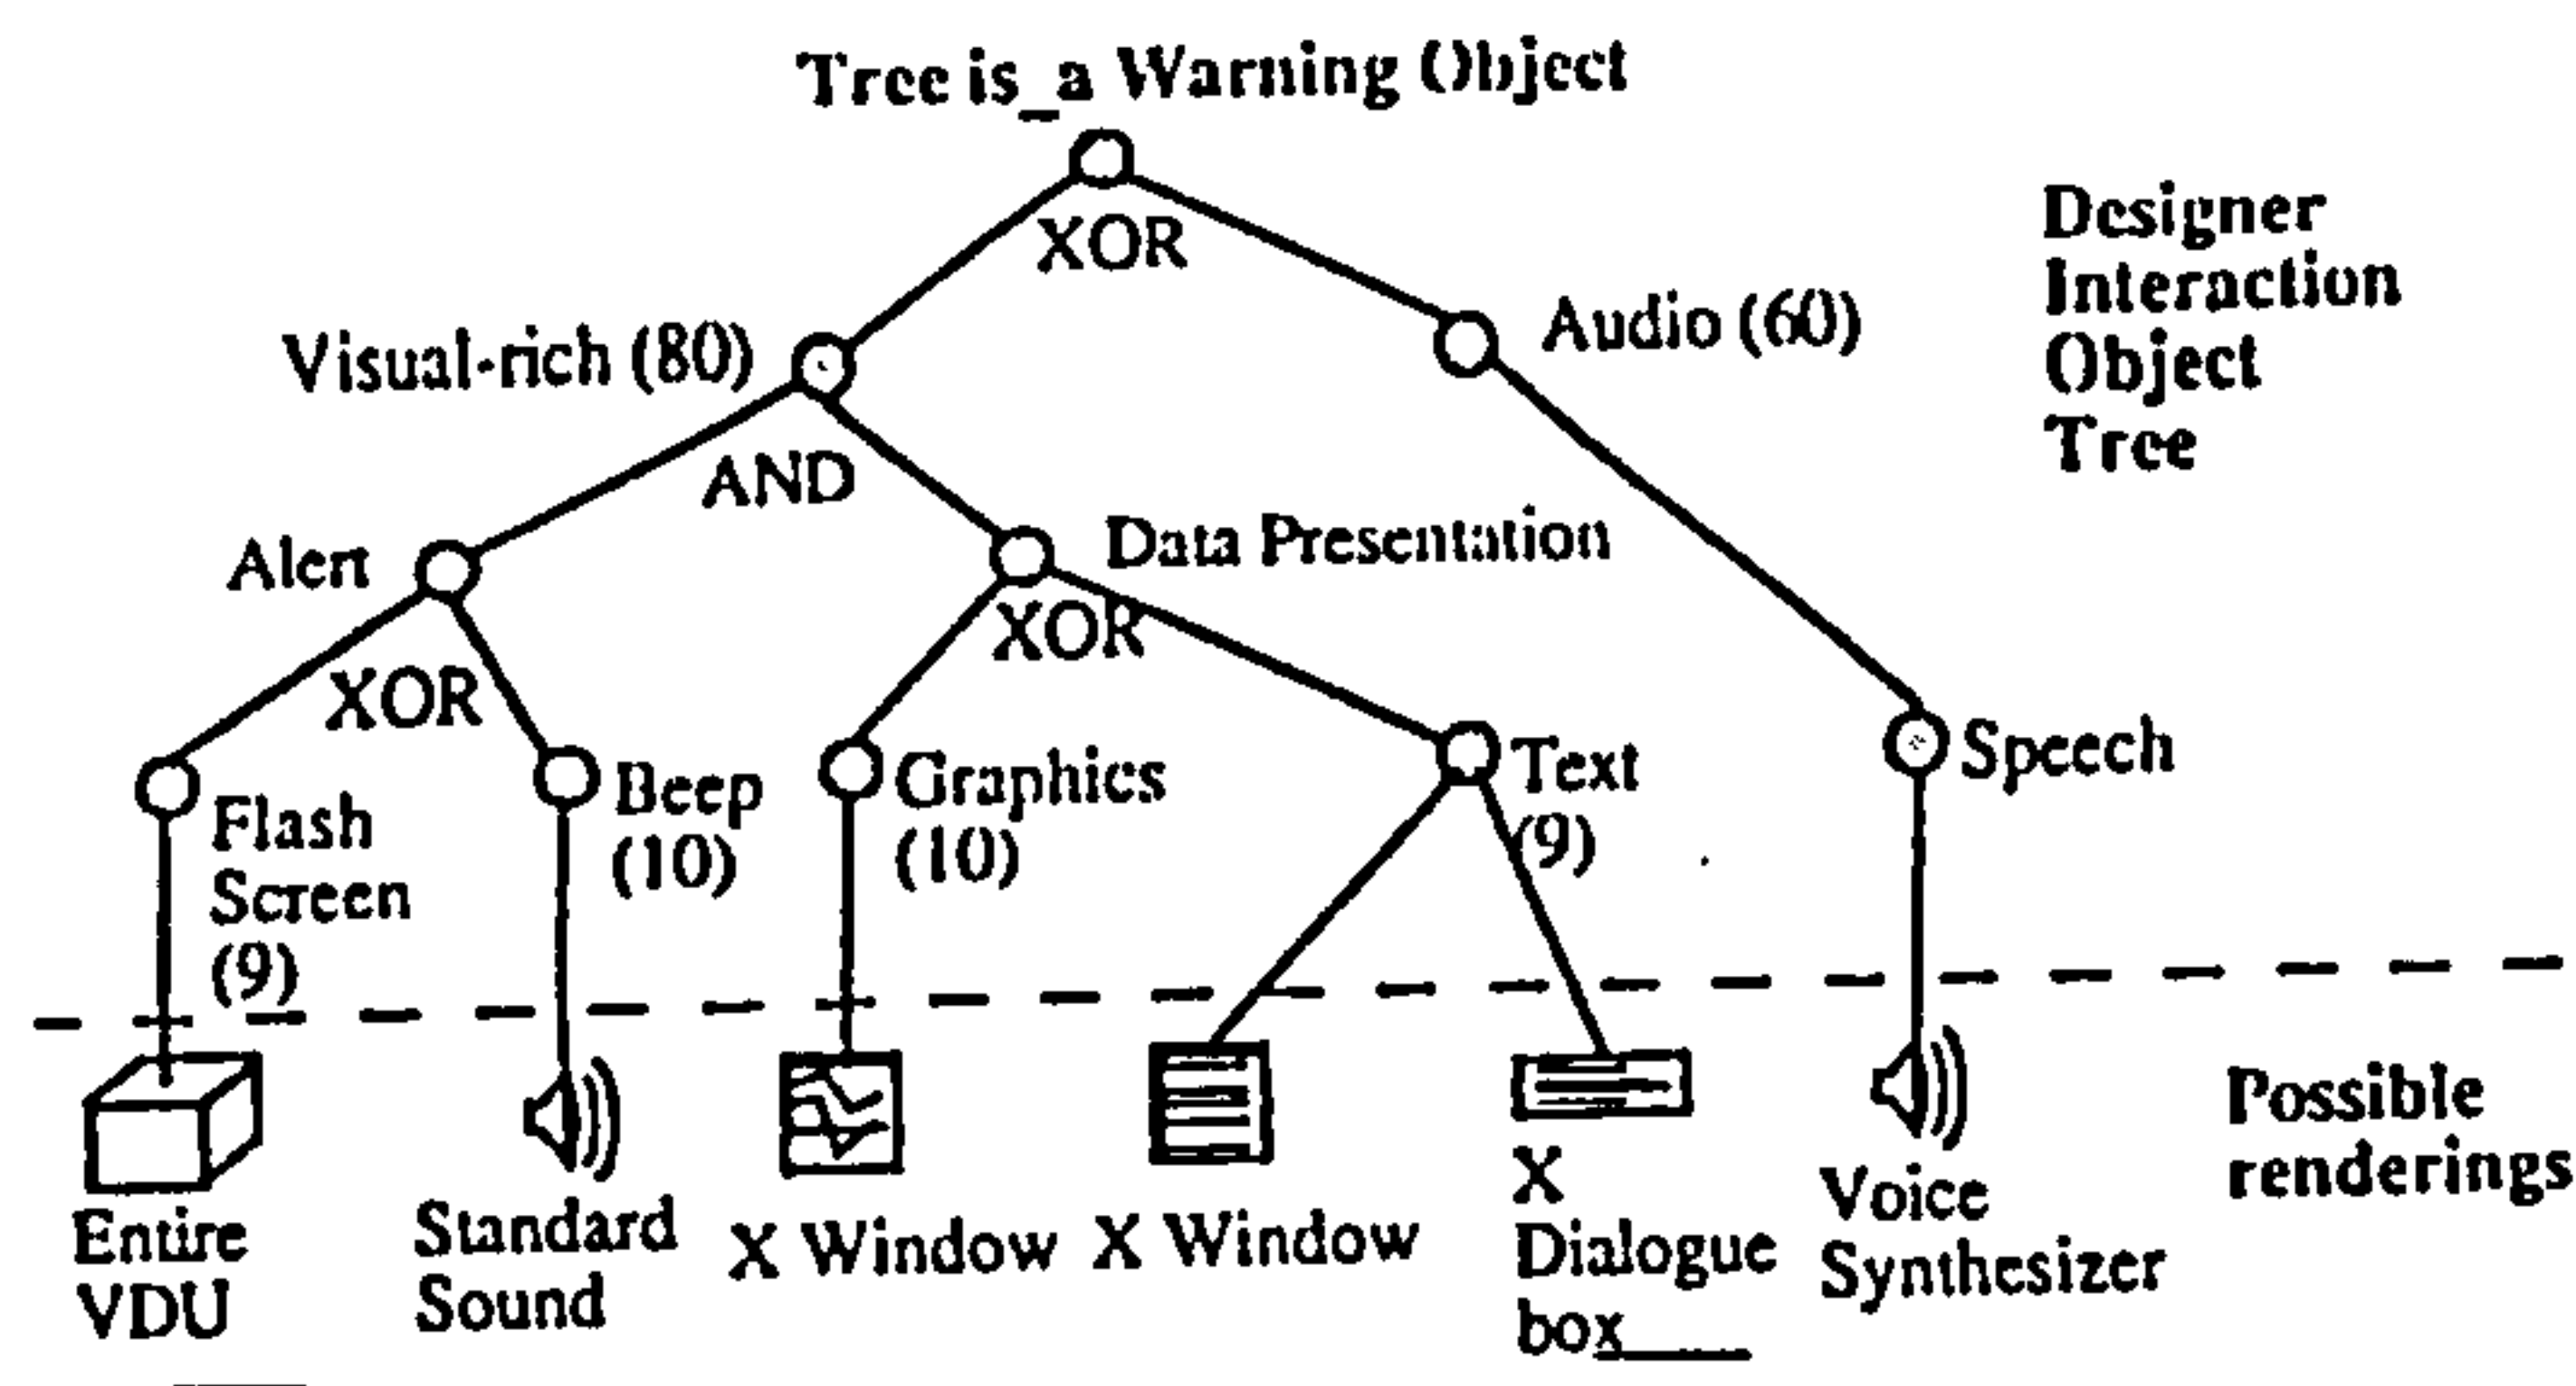 Tree is_a Warning Object
XOR
Designer
Interaction
Object
Tree
Visual-rich (80)
Audio (60)
AND
Alert
Data Presentation
XOR
XOR
Flash
Screen
(9)
Beep
(10)
Graphics
(10)
Text
(9)
Speech
Entire
VDU
Standard
Sound
X Window
X Window
X
Dialogue
box
Voice
Synthesizer
Possible
renderings